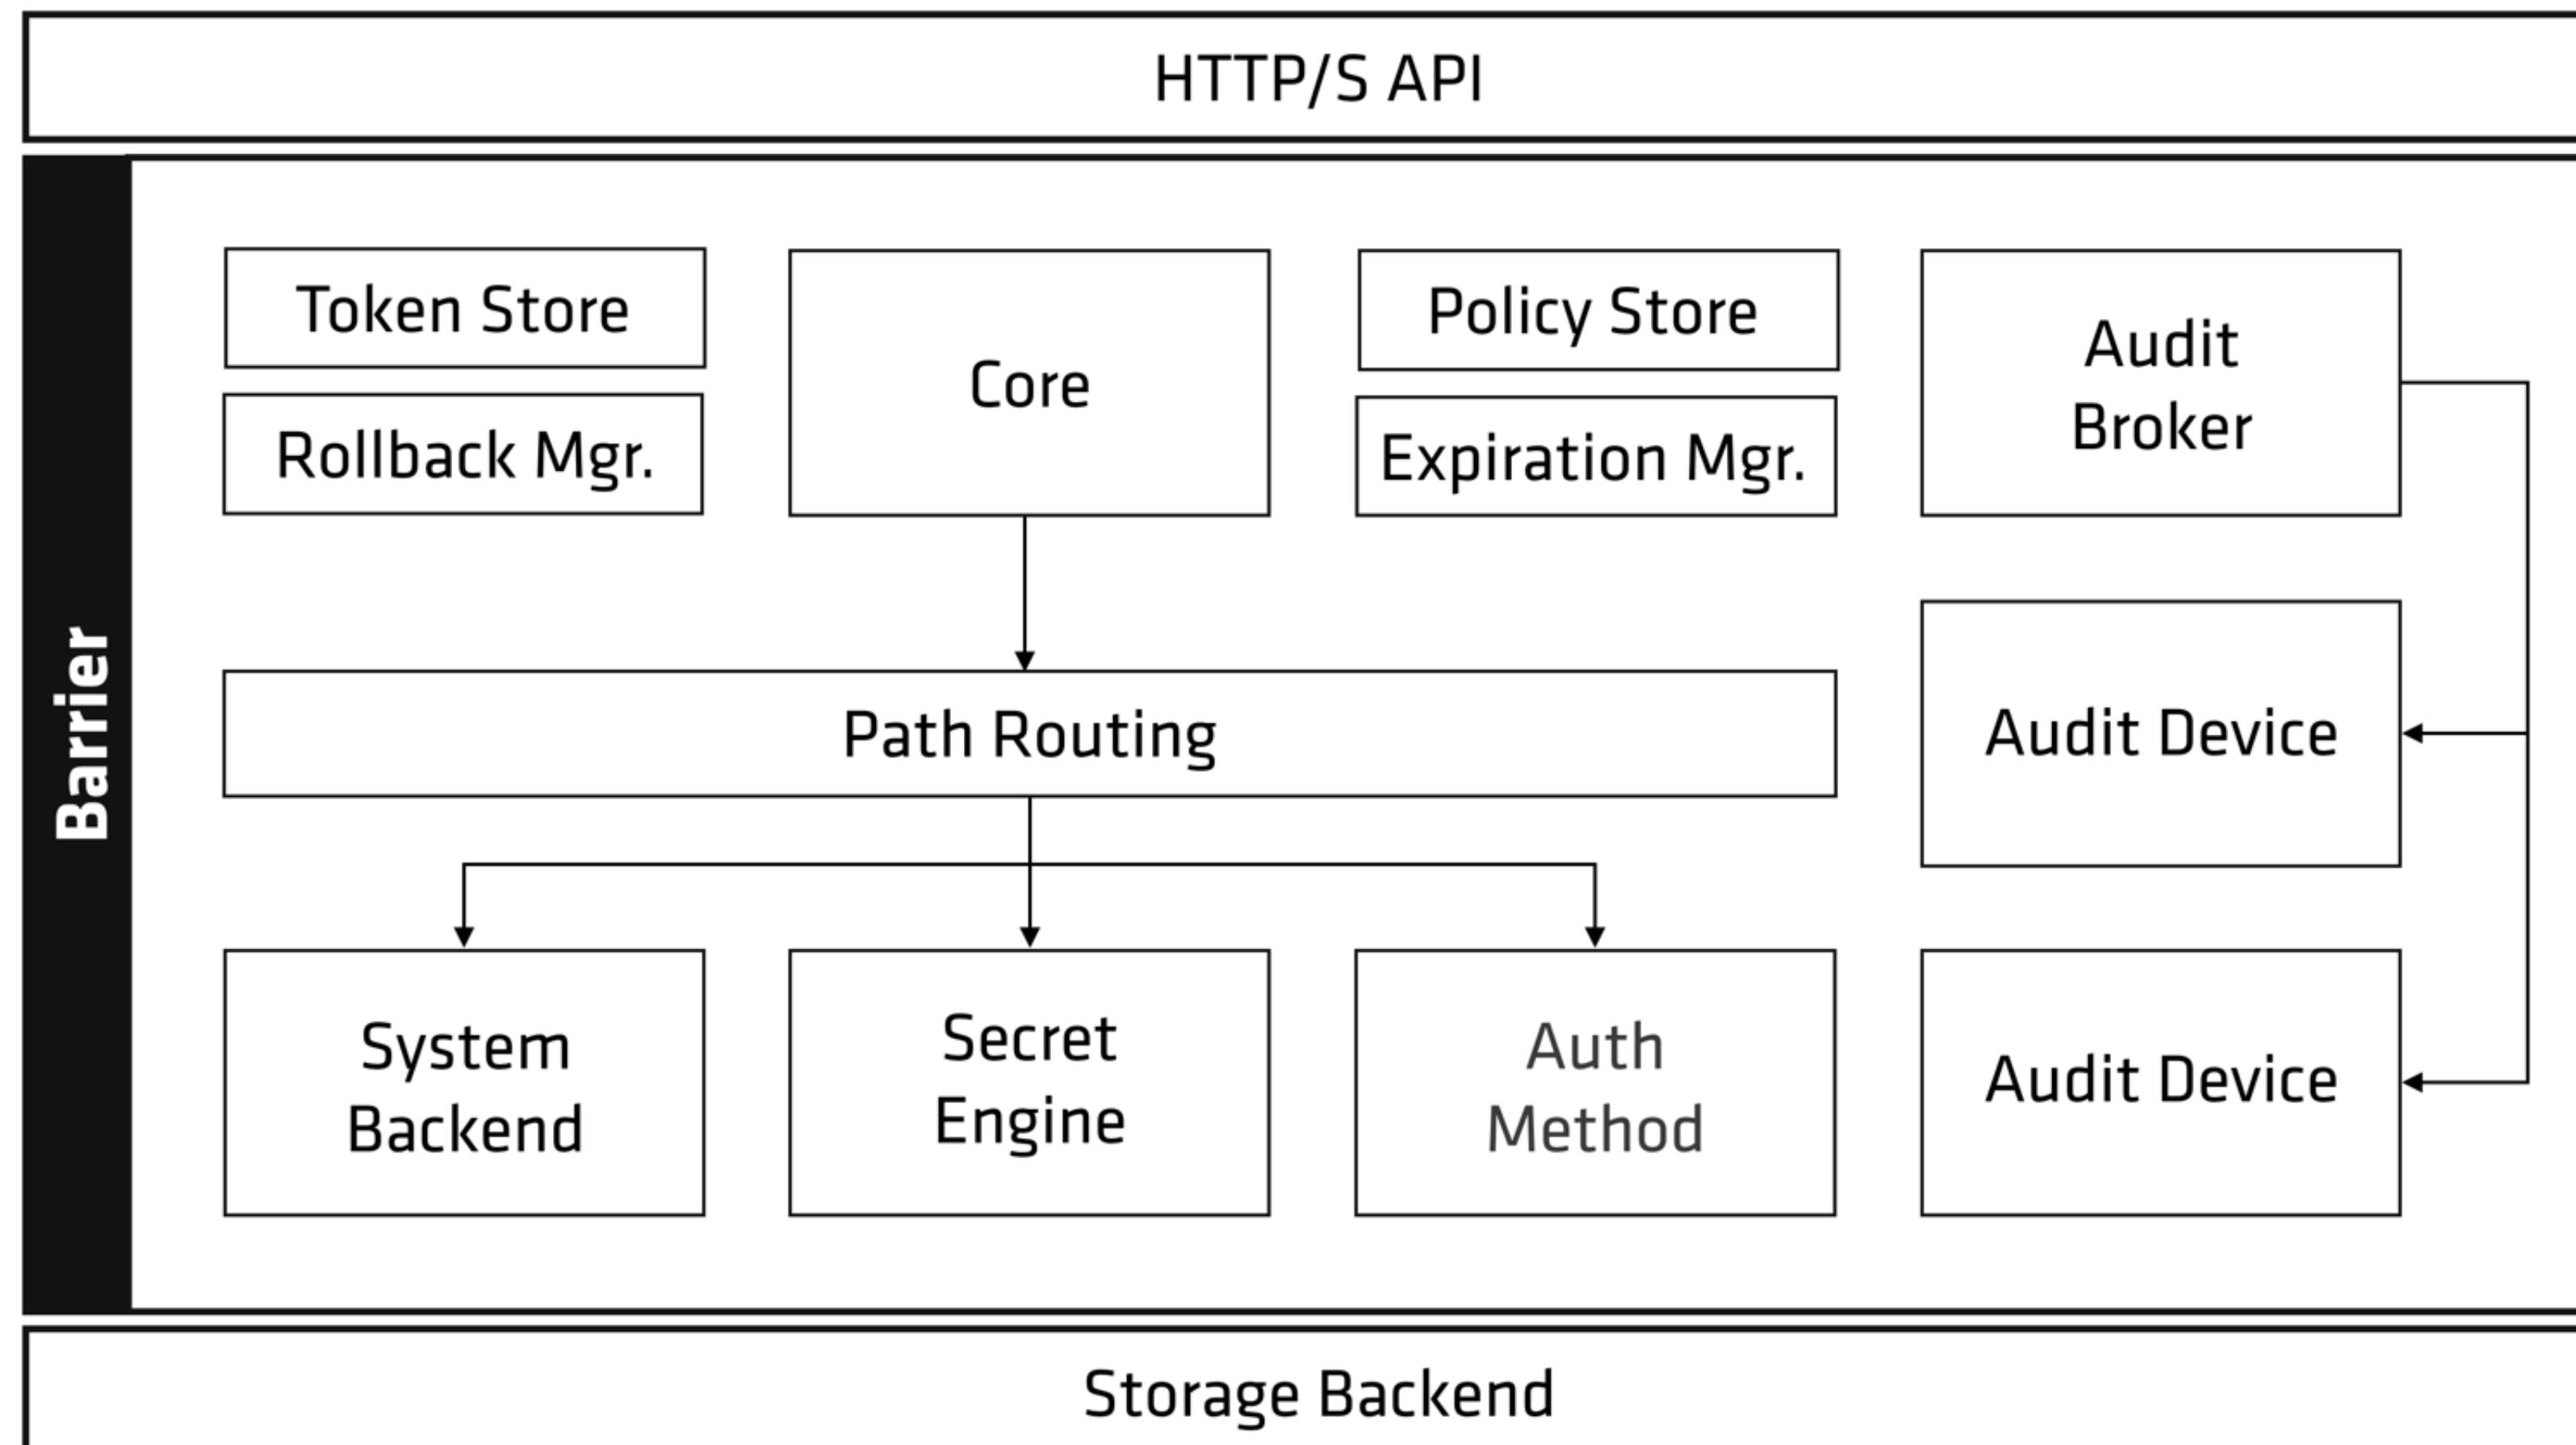 HTTP/S API
Barrier
Token Store
Rollback Mgr.
Core
Policy Store
Expiration Mgr.
Audit
Broker
Path Routing
Audit Device
System
Backend
Secret
Engine
Auth
Method
Audit Device
Storage Backend